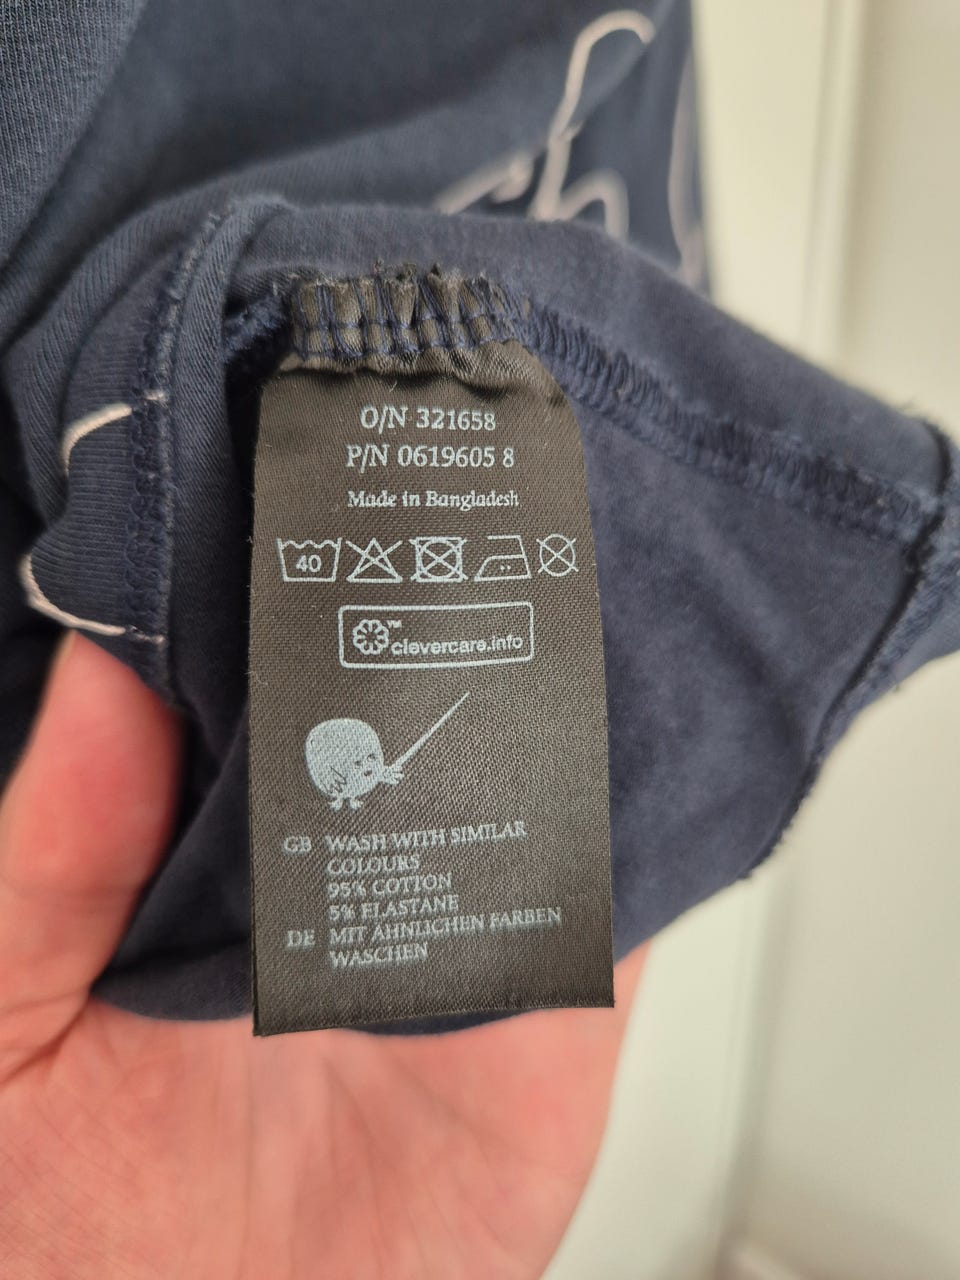 O/N 321658
P/N 0619605 8
Made in Bangladesh
40
™
clevercare.info
GB WASH WITH SIMILAR
COLOURS
95% COTTON
5% ELASTANE
DE MIT ÄHNLICHEN FARBEN
WASCHEN